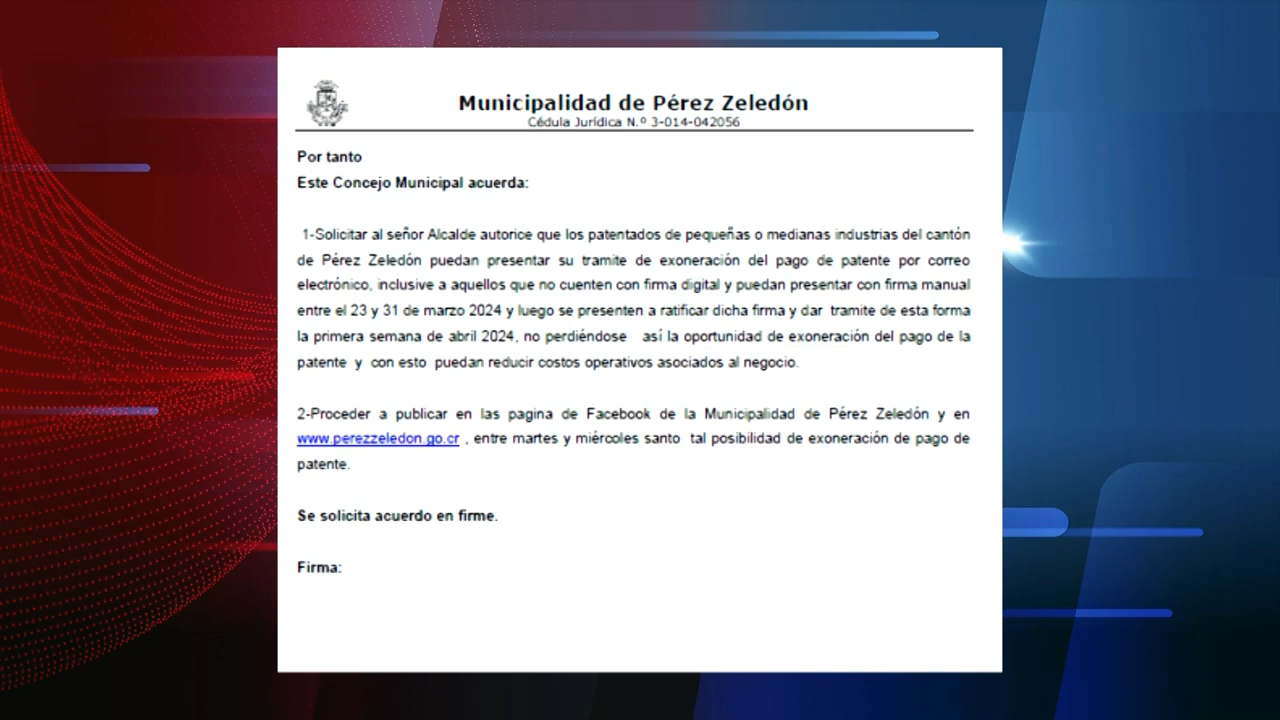 Municipalidad de Pérez Zeledón
Cédula Jurídica N.º 3-014-042056
Por tanto
Este Concejo Municipal acuerda:
1-Solicitar al señor Alcalde autorice que los patentados de pequeñas o medianas industrias del cantón
de Pérez Zeledón puedan presentar su tramite de exoneración del pago de patente por correo
electrónico, inclusive a aquellos que no cuenten con firma digital y puedan presentar con firma manual
entre el 23 y 31 de marzo 2024 y luego se presenten a ratificar dicha firma y dar tramite de esta forma
la primera semana de abril 2024, no perdiéndose así la oportunidad de exoneración del pago de la
patente y con esto puedan reducir costos operativos asociados al negocio.
2-Proceder a publicar en las pagina de Facebook de la Municipalidad de Pérez Zeledón y en
www.perezzeledon.go.cr , entre martes y miércoles santo tal posibilidad de exoneración de pago de
patente.
Se solicita acuerdo en firme.
Firma: